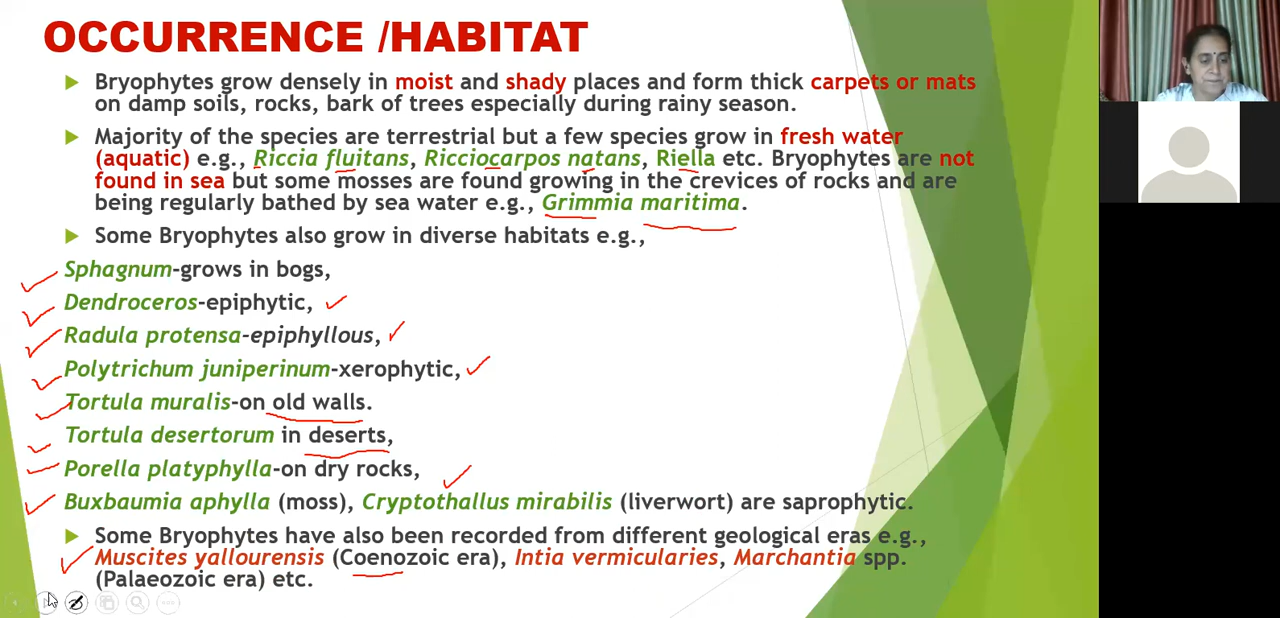 OCCURRENCE /HABITAT
Bryophytes grow densely in moist and shady places and form thick carpets or mats
on damp soils, rocks, bark of trees especially during rainy season.
Majority of the species are terrestrial but a few species grow in fresh water
(aquatic) e.g., Riccia fluitans, Ricciocarpos natans, Riella etc. Bryophytes are not
found in sea but some mosses are found growing in the crevices of rocks and are
being regularly bathed by sea water e.g., Grimmia maritima.
Some Bryophytes also grow in diverse habitats e.g.,
Sphagnum-grows in bogs,
Dendroceros-epiphytic,
Radula protensa-epiphyllous,
Polytrichum juniperinum-xerophytic,
Tortula muralis-on old walls.
Tortula desertorum in deserts,
Porella platyphylla-on dry rocks,
Buxbaumia aphylla (moss), Cryptothallus mirabilis (liverwort) are saprophytic.
Some Bryophytes have also been recorded from different geological eras e.g.,
Muscites yallourensis (Coenozoic era), Intia vermicularies, Marchantia spp.
(Palaeozoic era) etc.